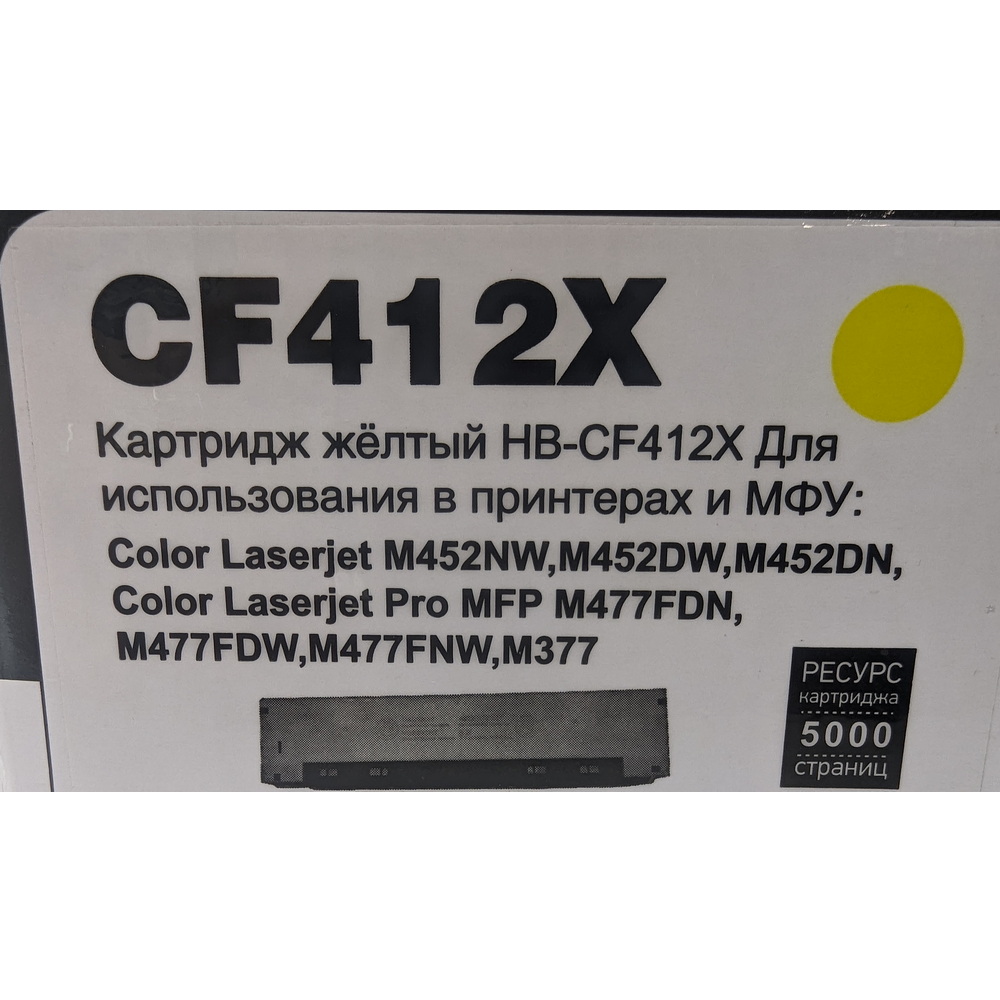 CF412X
Картридж жёлтый HB-CF412X Для
использования в принтерах и МФУ:
Color Laserjet M452NW,M452DW,M452DN,
Color Laserjet Pro MFP M477FDN,
M477FDW,M477FNW,M377
РЕСУРС
картриджа
5000
страниц